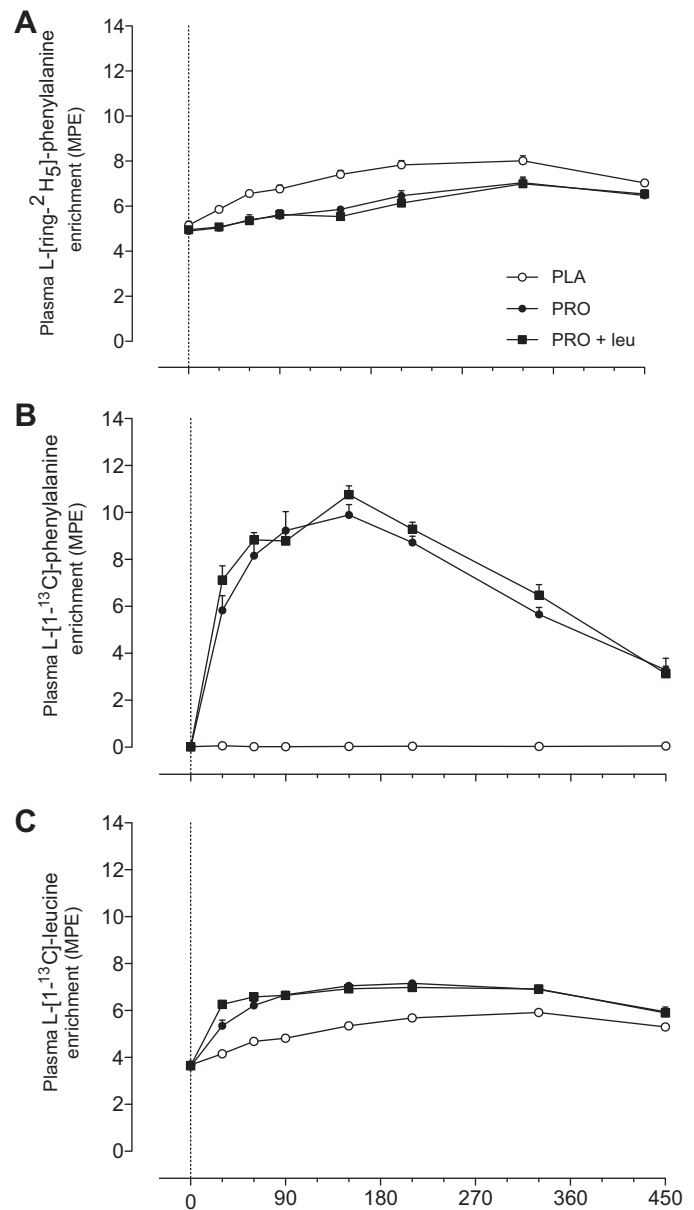 A
Plasma L-[ring-²H₅]-phenylalanine
enrichment (MPE)
14
12
10
8
6
4
2
0
PLA
PRO
PRO + leu
B
Plasma L-[1-¹³C]-phenylalanine
enrichment (MPE)
14
12
10
8
6
4
2
0
C
Plasma L-[1-¹³C]-leucine
enrichment (MPE)
14
12
10
8
6
4
2
0
0 90 180 270 360 450